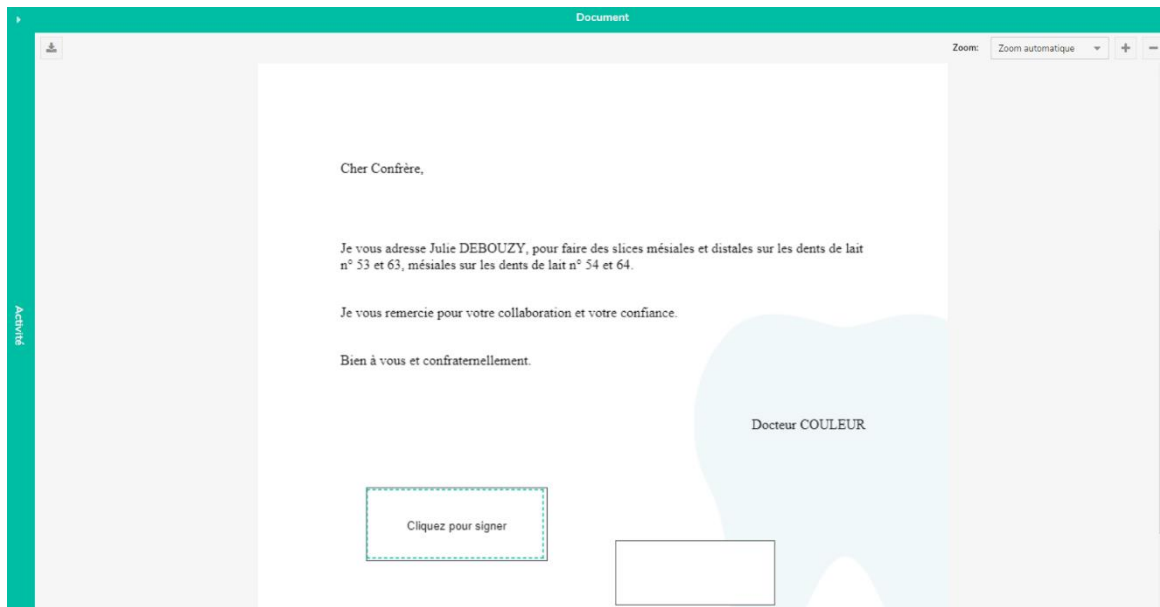 Document
Zoom:
Zoom automatique
Activité
Cher Confrère,
Je vous adresse Julie DEBOUZY, pour faire des slices mésiales et distales sur les dents de lait
n° 53 et 63, mésiales sur les dents de lait n° 54 et 64.
Je vous remercie pour votre collaboration et votre confiance.
Bien à vous et confraternellement.
Docteur COULEUR
Cliquez pour signer